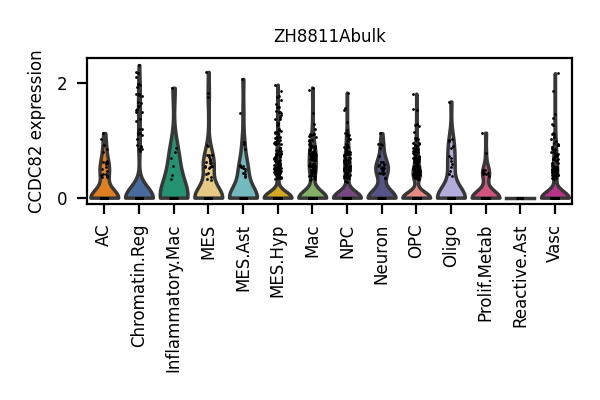 ZH8811Abulk
CCDC82 expression
2
0
AC
Chromatin.Reg
Inflammatory.Mac
MES
MES.Ast
MES.Hyp
Mac
NPC
Neuron
OPC
Oligo
Prolif.Metab
Reactive.Ast
Vasc